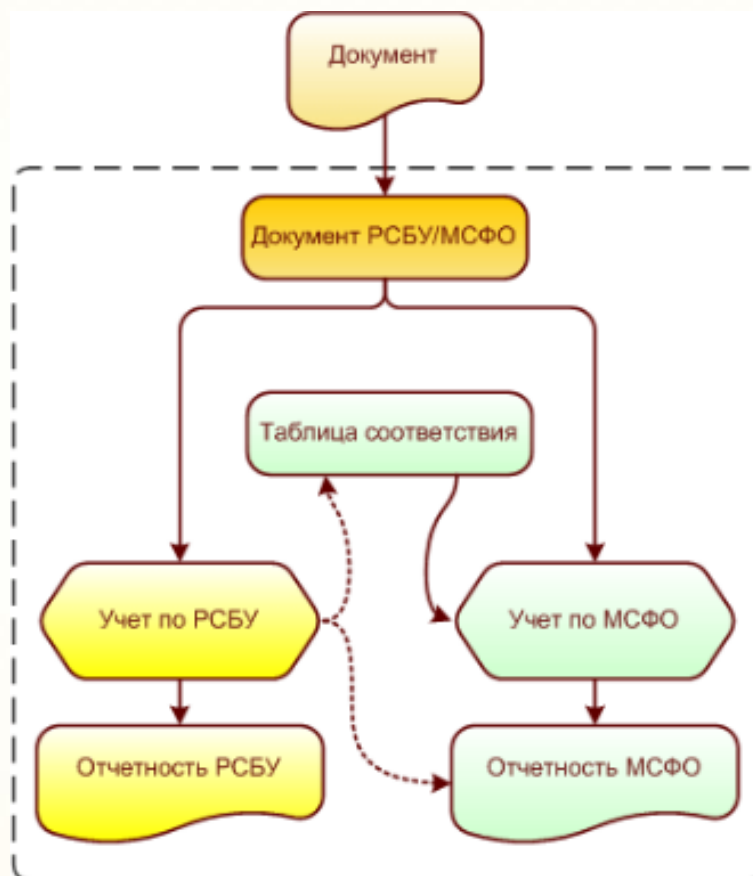 Документ
Документ РСБУ/МСФО
Таблица соответствия
Учет по РСБУ
Учет по МСФО
Отчетность РСБУ
Отчетность МСФО